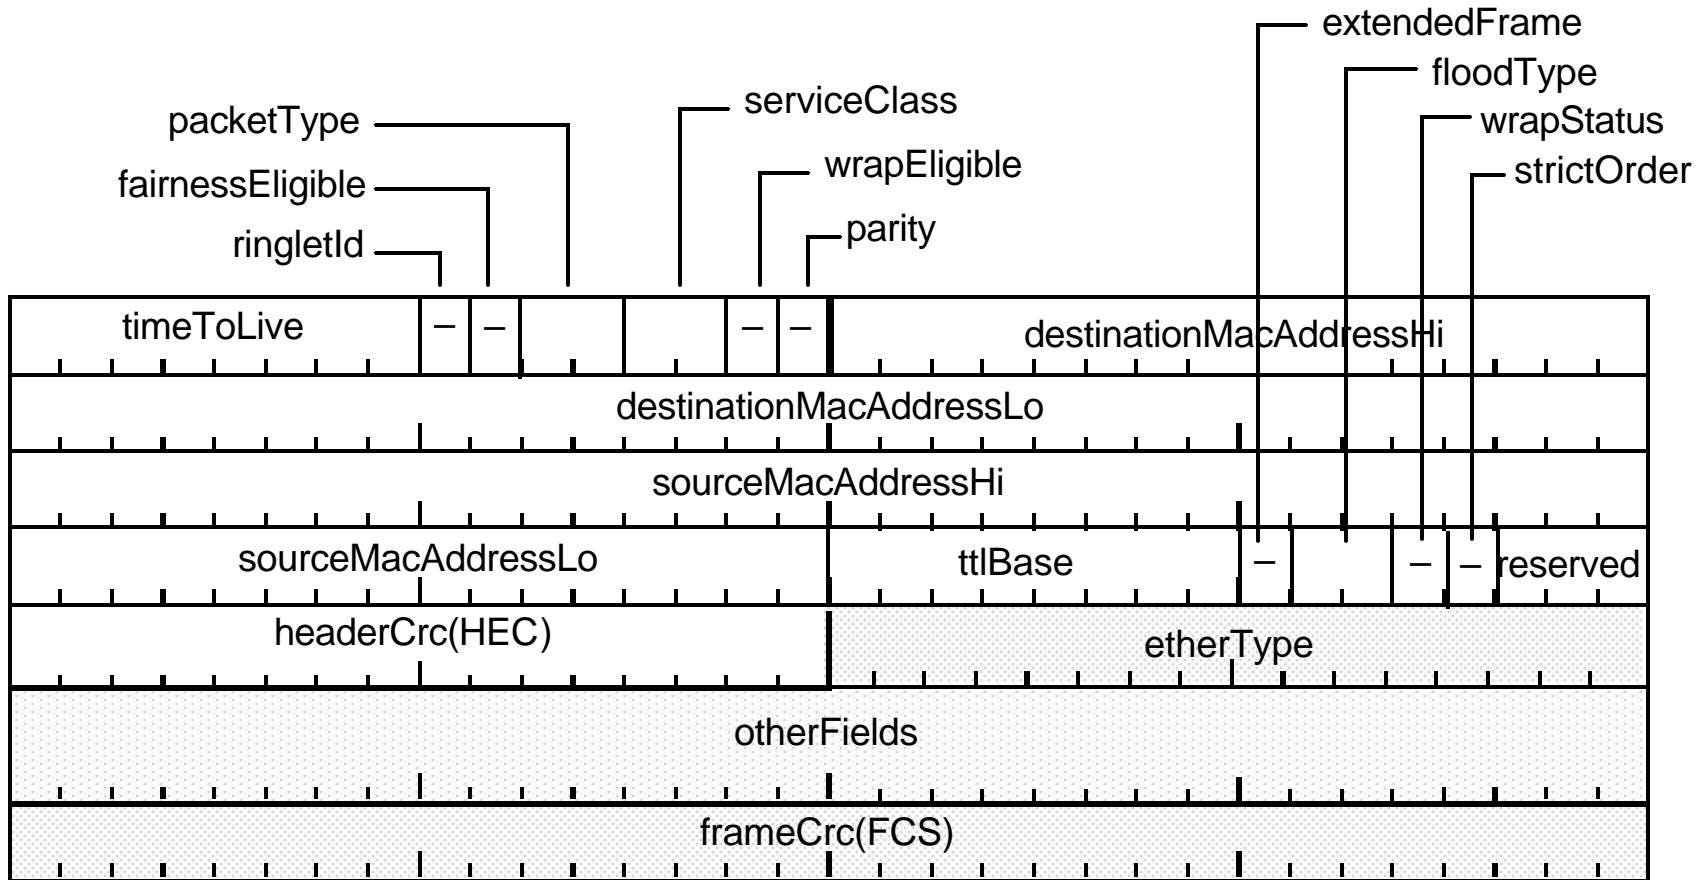 extendedFrame
floodType
serviceClass
packetType
wrapStatus
wrapEligible
strictOrder
fairnessEligible
parity
ringletId
timeToLive – – – – destinationMacAddressHi
destinationMacAddressLo
sourceMacAddressHi
sourceMacAddressLo ttlBase – – – reserved
headerCrc(HEC) etherType
otherFields
frameCrc(FCS)